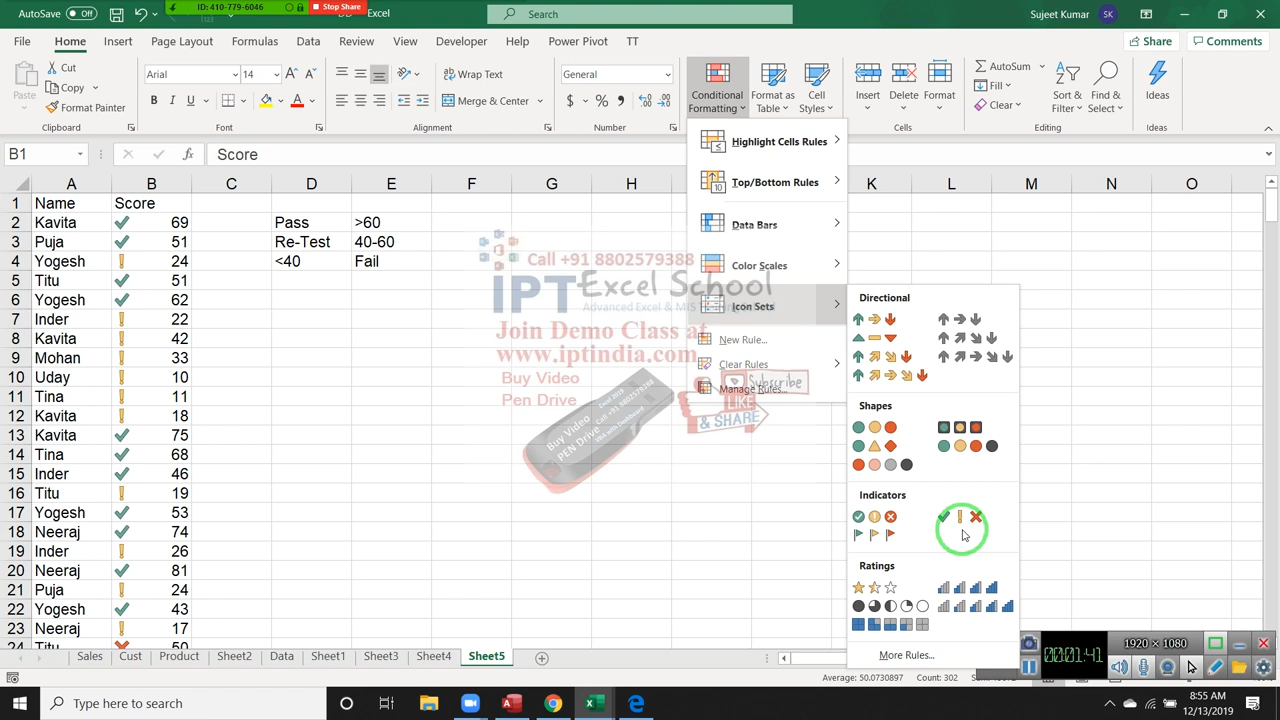 AutoSave Off
ID: 410-779-6046
Stop Share
Excel
Search
Sujeet Kumar
SK
File Home Insert Page Layout Formulas Data Review View Developer Help Power Pivot TT
Share
Comments
Paste
Cut
Copy
Format Painter
Clipboard
Arial 14
B I U
Font
Wrap Text
Merge & Center
Alignment
General
$ % ,
Number
Conditional Formatting
Format as Table
Cell Styles
Insert Delete Format
Cells
AutoSum
Fill
Clear
Sort & Filter
Find & Select
Editing
Ideas
Ideas
B1
fx Score
A B C D E F G H K L M N O
1 Name Score
2 Kavita 69 Pass >60
3 Puja 51 Re-Test 40-60
4 Yogesh 24 <40 Fail
5 Titu 51
6 Yogesh 62
7 Inder 22
8 Kavita 42
9 Mohan 33
10 Uday 10
11 Tina 11
12 Kavita 18
13 Kavita 75
14 Tina 68
15 Inder 46
16 Titu 19
17 Yogesh 53
18 Neeraj 74
19 Inder 26
20 Neeraj 81
21 Puja 24
22 Yogesh 43
23 Neeraj 17
24 Titu 50
Highlight Cells Rules
Top/Bottom Rules
Data Bars
Color Scales
Icon Sets
New Rule...
Clear Rules
Manage Rules...
Directional
Shapes
Indicators
Ratings
More Rules...
Call +91 8802579388
IPT Excel School
Advanced Excel & MIS
Join Demo Class at
www.iptindia.com
Buy Video
Pen Drive
Buy Video
PEN Drive
Call +91 8802579388
Subscribe
LIKE
& SHARE
Sales Cust Product Sheet2 Data Sheet1 Sheet3 Sheet4 Sheet5
Average: 50.0730897 Count: 302
1920 × 1080
00:01:41
Type here to search
8:55 AM
12/13/2019